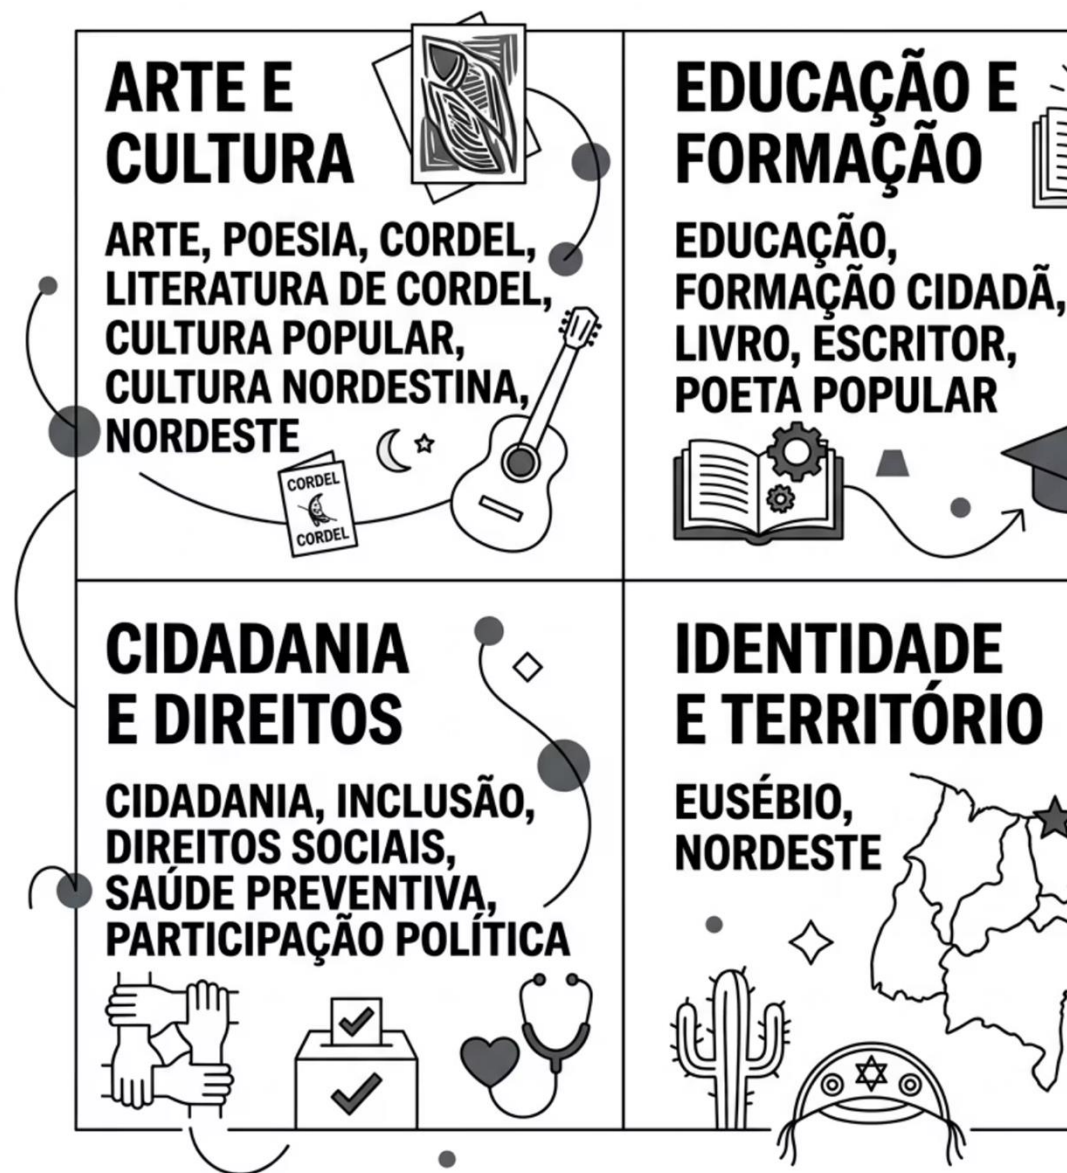 ARTE E
CULTURA
ARTE, POESIA, CORDEL,
LITERATURA DE CORDEL,
CULTURA POPULAR,
CULTURA NORDESTINA,
NORDESTE
CORDEL
CORDEL
EDUCAÇÃO E
FORMAÇÃO
EDUCAÇÃO,
FORMAÇÃO CIDADÃ,
LIVRO, ESCRITOR,
POETA POPULAR
CIDADANIA
E DIREITOS
CIDADANIA, INCLUSÃO,
DIREITOS SOCIAIS,
SAÚDE PREVENTIVA,
PARTICIPAÇÃO POLÍTICA
IDENTIDADE
E TERRITÓRIO
EUSÉBIO,
NORDESTE